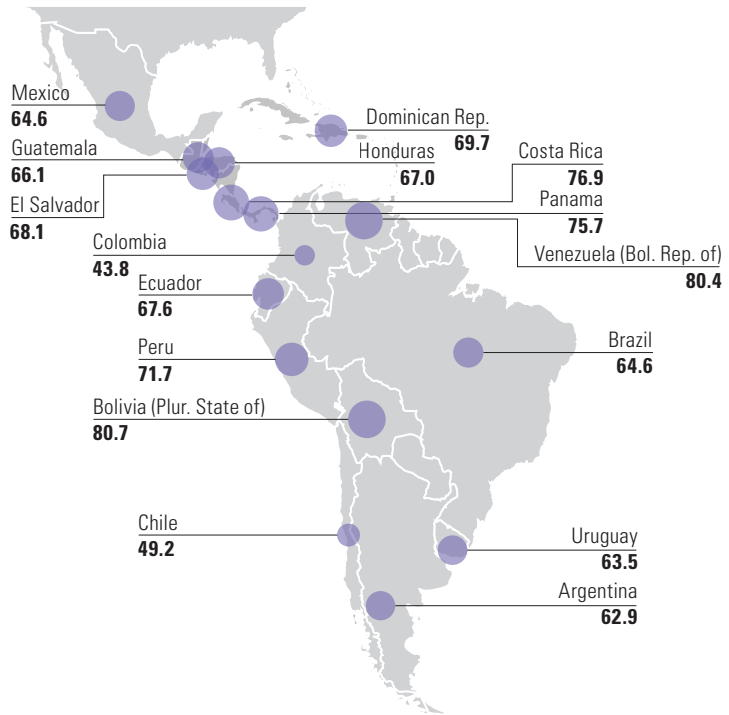 Mexico
64.6
Dominican Rep.
69.7
Guatemala
66.1
Honduras
67.0
Costa Rica
76.9
El Salvador
68.1
Panama
75.7
Colombia
43.8
Venezuela (Bol. Rep. of)
80.4
Ecuador
67.6
Peru
71.7
Brazil
64.6
Bolivia (Plur. State of)
80.7
Chile
49.2
Uruguay
63.5
Argentina
62.9